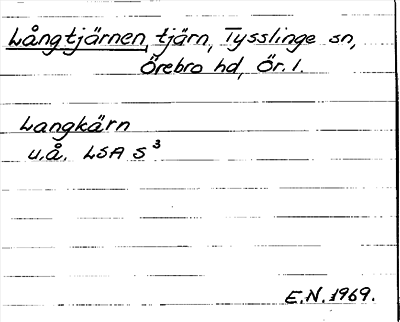 Långtjärnen, tjärn, Tysslinge sn,
Örebro hd, Ör. l.
Langkärn
u.å. LSA S³
E.N. 1969.